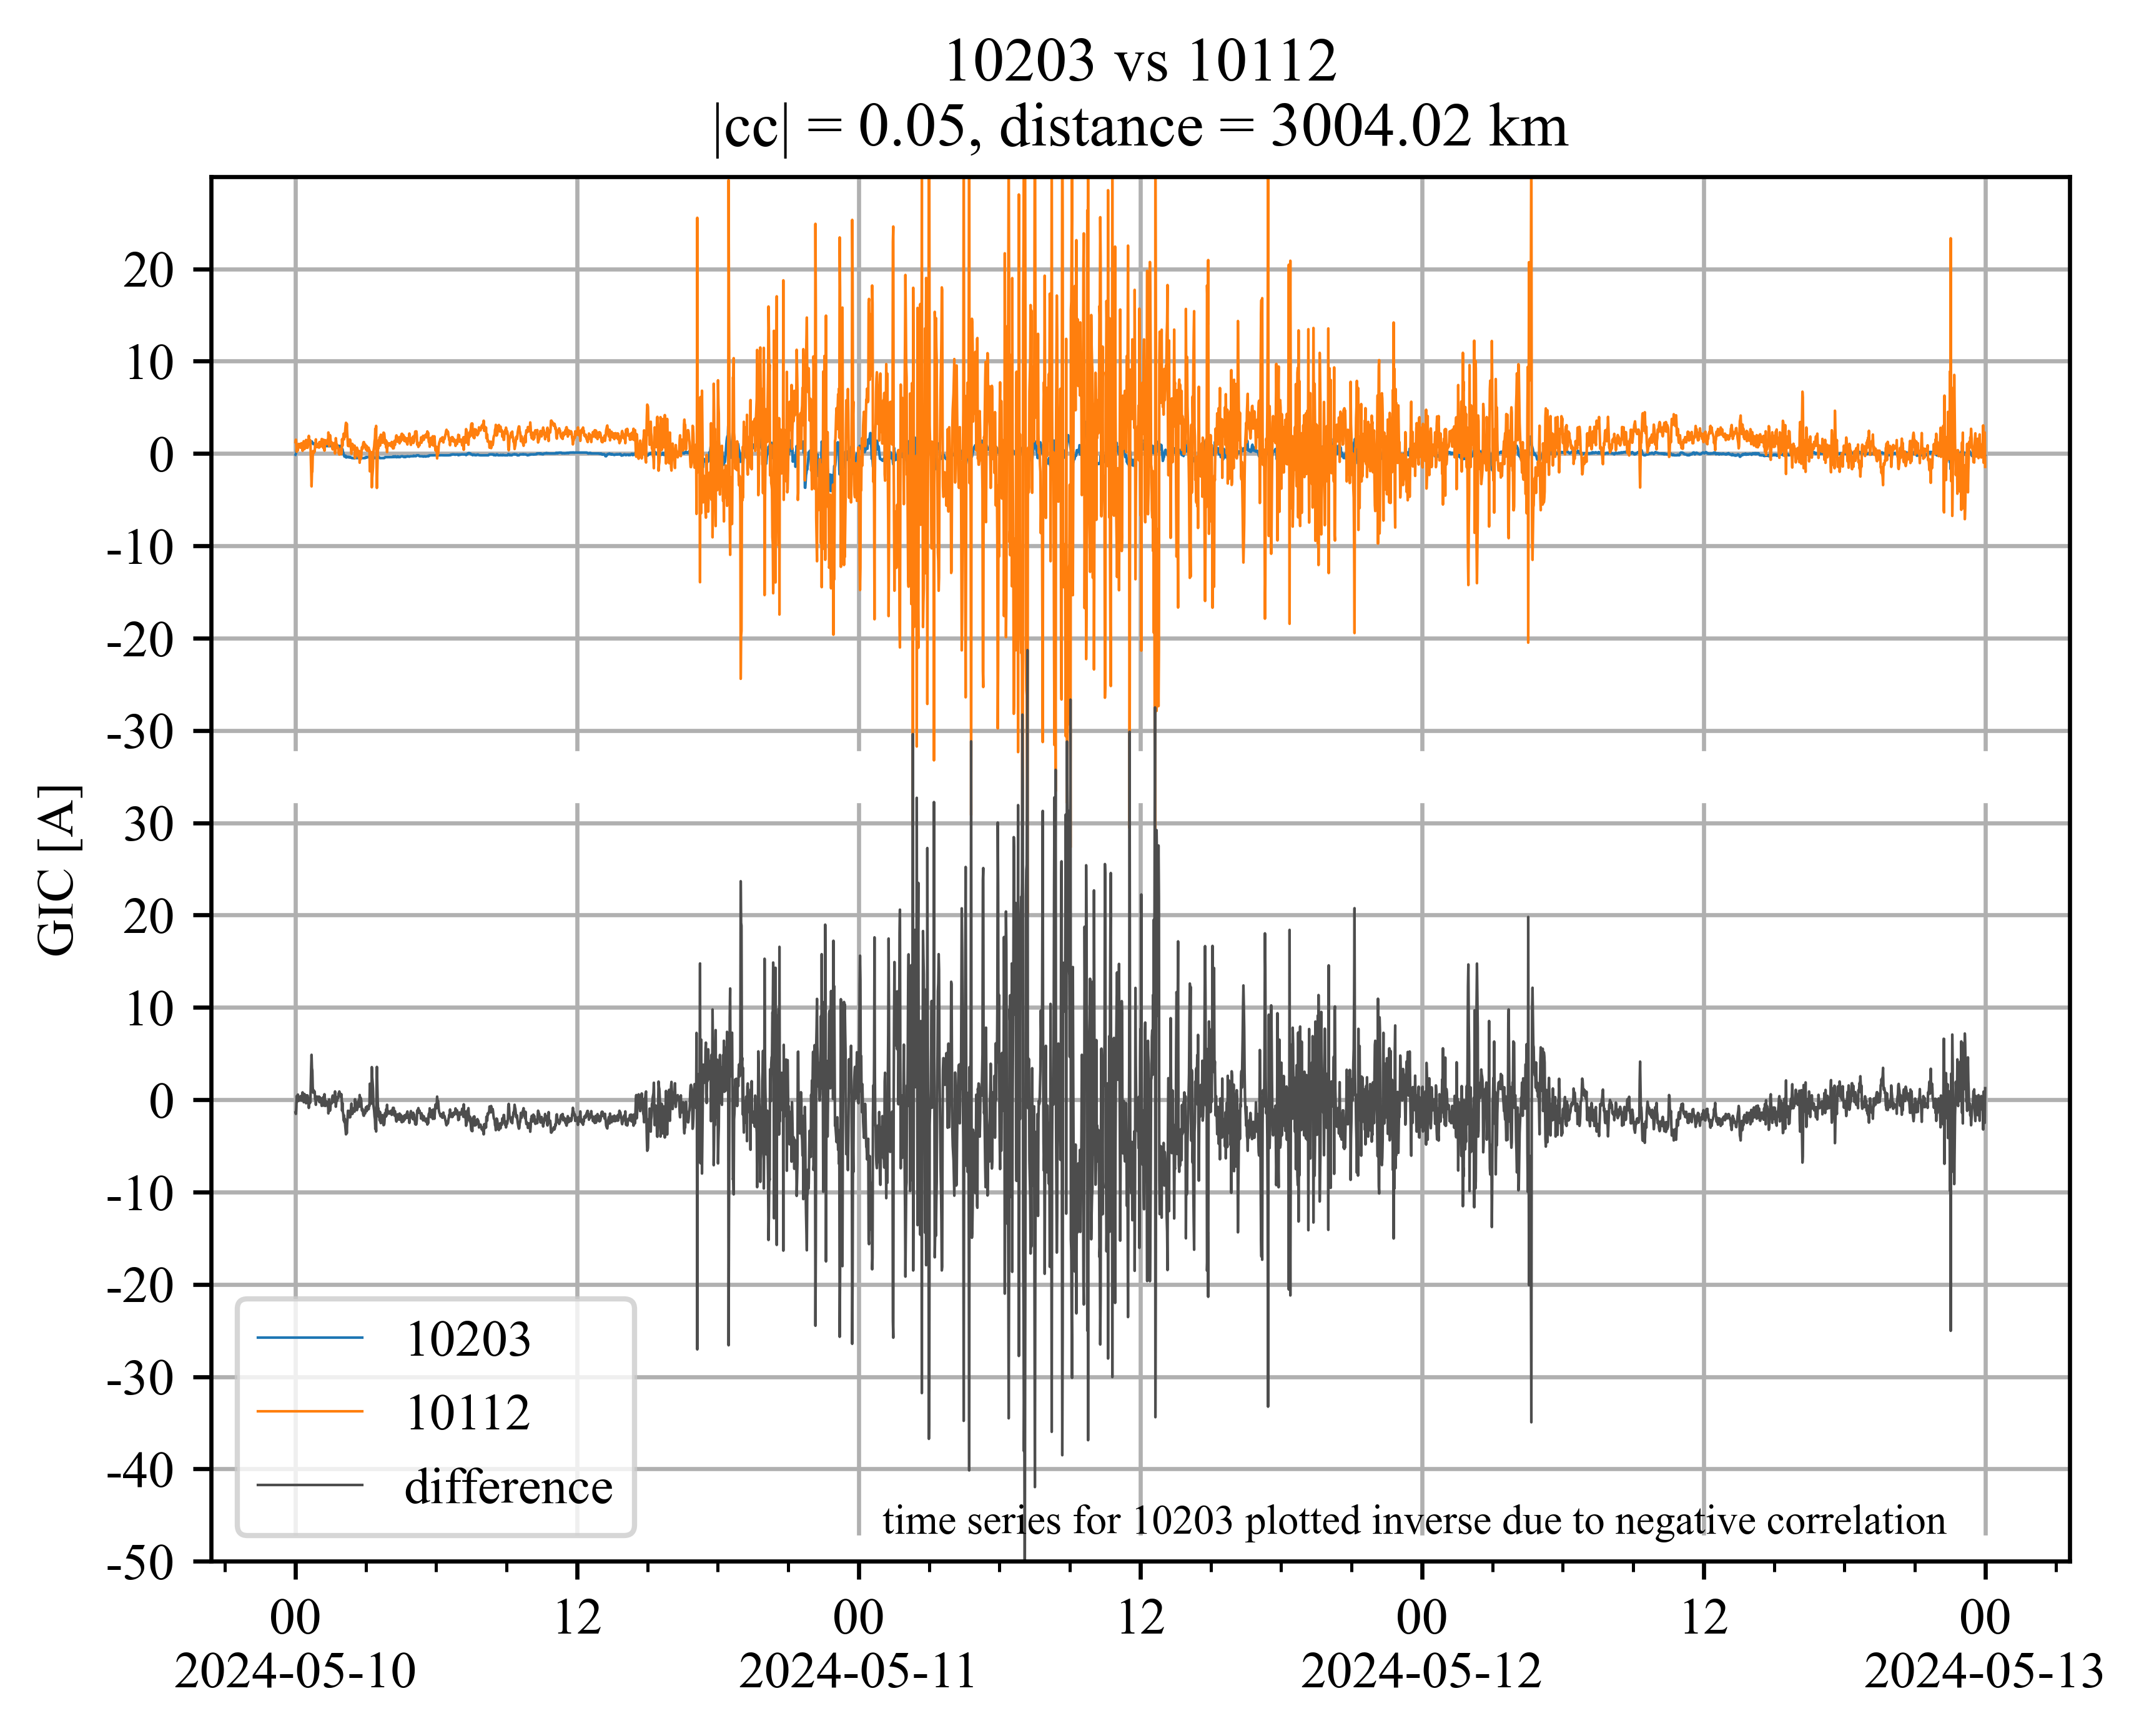 10203 vs 10112
|cc| = 0.05, distance = 3004.02 km
GIC [A]
20
10
0
-10
-20
-30
30
20
10
0
-10
-20
-30
-40
-50
10203
10112
difference
time series for 10203 plotted inverse due to negative correlation
00 12 00 12 00 12 00
2024-05-10 2024-05-11 2024-05-12 2024-05-13